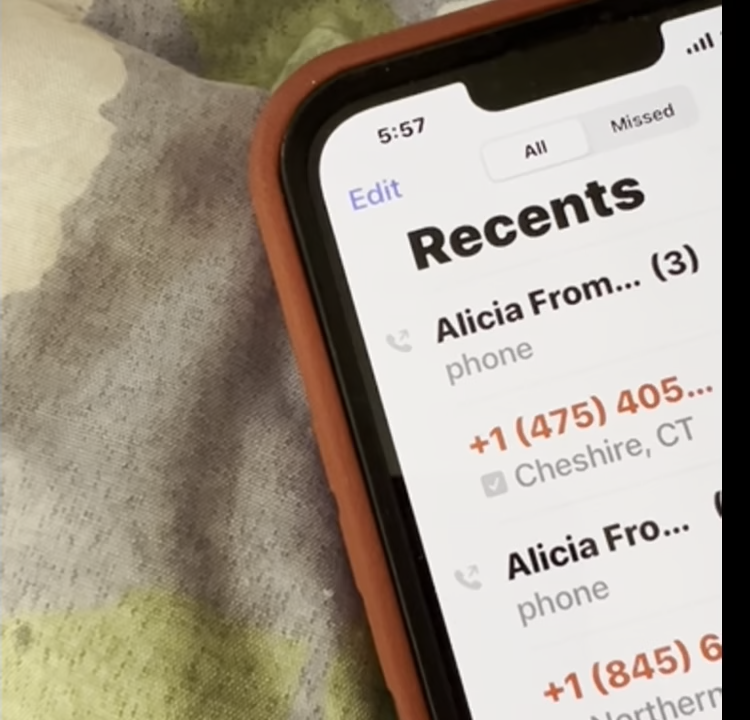 5:57
All Missed
Edit
Recents
Alicia From... (3)
phone
+1 (475) 405...
Cheshire, CT
Alicia Fro... (
phone
+1 (845) 6
Northern